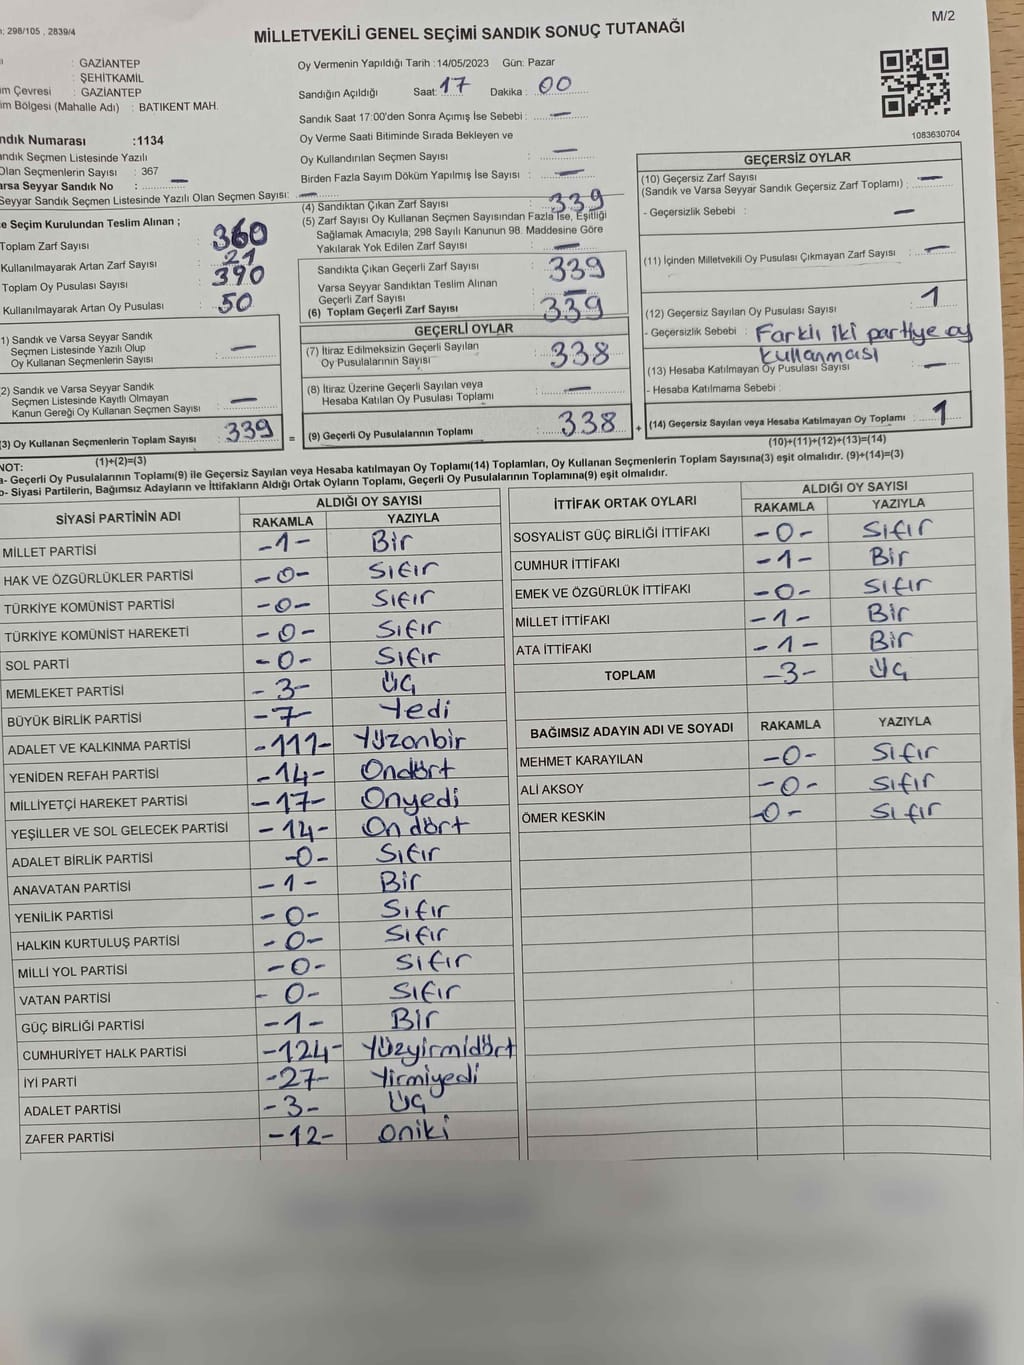 298/105 , 2839/4
M/2
MİLLETVEKİLİ GENEL SEÇİMİ SANDIK SONUÇ TUTANAĞI
: GAZİANTEP
: ŞEHİTKAMİL
Çevresi : GAZİANTEP
Bölgesi (Mahalle Adı) : BATIKENT MAH.
Numarası :1134
Seçmen Listesinde Yazılı
Olan Seçmenlerin Sayısı : 367
Seyyar Sandık No : —
Seyyar Sandık Seçmen Listesinde Yazılı Olan Seçmen Sayısı: —
Oy Vermenin Yapıldığı Tarih :14/05/2023 Gün: Pazar
Sandığın Açıldığı Saat: 17 Dakika : 00
Sandık Saat 17:00'den Sonra Açımış İse Sebebi : —
Oy Verme Saati Bitiminde Sırada Bekleyen ve
Oy Kullandırılan Seçmen Sayısı : —
Birden Fazla Sayım Döküm Yapılmış İse Sayısı : —
1083630704
Seçim Kurulundan Teslim Alınan ;
Toplam Zarf Sayısı : 360
Kullanılmayarak Artan Zarf Sayısı : 21
Toplam Oy Pusulası Sayısı : 390
Kullanılmayarak Artan Oy Pusulası : 50
1) Sandık ve Varsa Seyyar Sandık
Seçmen Listesinde Yazılı Olup
Oy Kullanan Seçmenlerin Sayısı : —
2) Sandık ve Varsa Seyyar Sandık
Seçmen Listesinde Kayıtlı Olmayan
Kanun Gereği Oy Kullanan Seçmen Sayısı : —
(3) Oy Kullanan Seçmenlerin Toplam Sayısı : 339 =
(1)+(2)=(3)
(4) Sandıktan Çıkan Zarf Sayısı : 339
(5) Zarf Sayısı Oy Kullanan Seçmen Sayısından Fazla İse, Eşitliği
Sağlamak Amacıyla; 298 Sayılı Kanunun 98. Maddesine Göre
Yakılarak Yok Edilen Zarf Sayısı : —
Sandıkta Çıkan Geçerli Zarf Sayısı : 339
Varsa Seyyar Sandıktan Teslim Alınan
Geçerli Zarf Sayısı : —
(6) Toplam Geçerli Zarf Sayısı : 339
GEÇERLİ OYLAR
(7) İtiraz Edilmeksizin Geçerli Sayılan
Oy Pusulalarının Sayısı : 338
(8) İtiraz Üzerine Geçerli Sayılan veya
Hesaba Katılan Oy Pusulası Toplamı : —
(9) Geçerli Oy Pusulalarının Toplamı : 338 +
GEÇERSİZ OYLAR
(10) Geçersiz Zarf Sayısı
(Sandık ve Varsa Seyyar Sandık Geçersiz Zarf Toplamı) : —
- Geçersizlik Sebebi : —
(11) İçinden Milletvekili Oy Pusulası Çıkmayan Zarf Sayısı : —
(12) Geçersiz Sayılan Oy Pusulası Sayısı : 1
- Geçersizlik Sebebi : Farklı iki partiye oy
kullanması
(13) Hesaba Katılmayan Oy Pusulası Sayısı : —
- Hesaba Katılmama Sebebi :
(14) Geçersiz Sayılan veya Hesaba Katılmayan Oy Toplamı : 1
(10)+(11)+(12)+(13)=(14)
NOT:
a- Geçerli Oy Pusulalarının Toplamı(9) ile Geçersiz Sayılan veya Hesaba katılmayan Oy Toplamı(14) Toplamları, Oy Kullanan Seçmenlerin Toplam Sayısına(3) eşit olmalıdır. (9)+(14)=(3)
b- Siyasi Partilerin, Bağımsız Adayların ve İttifakların Aldığı Ortak Oyların Toplamı, Geçerli Oy Pusulalarının Toplamına(9) eşit olmalıdır.
SİYASİ PARTİNİN ADI
ALDIĞI OY SAYISI
RAKAMLA YAZIYLA
MİLLET PARTİSİ -1- Bir
HAK VE ÖZGÜRLÜKLER PARTİSİ -0- Sıfır
TÜRKİYE KOMÜNİST PARTİSİ -0- Sıfır
TÜRKİYE KOMÜNİST HAREKETİ -0- Sıfır
SOL PARTİ -0- Sıfır
MEMLEKET PARTİSİ -3- Üç
BÜYÜK BİRLİK PARTİSİ -7- Yedi
ADALET VE KALKINMA PARTİSİ -111- Yüzonbir
YENİDEN REFAH PARTİSİ -14- Ondört
MİLLİYETÇİ HAREKET PARTİSİ -17- Onyedi
YEŞİLLER VE SOL GELECEK PARTİSİ -14- On dört
ADALET BİRLİK PARTİSİ -0- Sıfır
ANAVATAN PARTİSİ -1- Bir
YENİLİK PARTİSİ -0- Sıfır
HALKIN KURTULUŞ PARTİSİ -0- Sıfır
MİLLİ YOL PARTİSİ -0- Sıfır
VATAN PARTİSİ -0- Sıfır
GÜÇ BİRLİĞİ PARTİSİ -1- Bir
CUMHURİYET HALK PARTİSİ -124- Yüzyirmidört
İYİ PARTİ -27- Yirmiyedi
ADALET PARTİSİ -3- Üç
ZAFER PARTİSİ -12- Oniki
İTTİFAK ORTAK OYLARI
ALDIĞI OY SAYISI
RAKAMLA YAZIYLA
SOSYALİST GÜÇ BİRLİĞİ İTTİFAKI -0- Sıfır
CUMHUR İTTİFAKI -1- Bir
EMEK VE ÖZGÜRLÜK İTTİFAKI -0- Sıfır
MİLLET İTTİFAKI -1- Bir
ATA İTTİFAKI -1- Bir
TOPLAM -3- Üç
BAĞIMSIZ ADAYIN ADI VE SOYADI RAKAMLA YAZIYLA
MEHMET KARAYILAN -0- Sıfır
ALİ AKSOY -0- Sıfır
ÖMER KESKİN -0- Sıfır